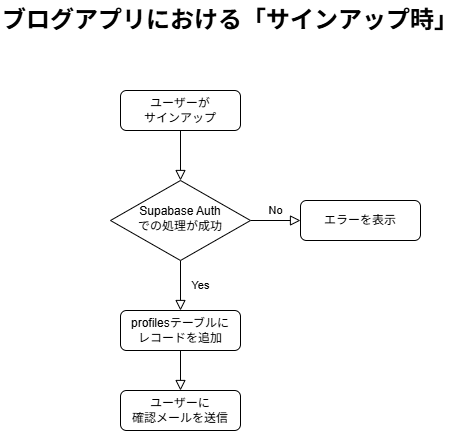 ブログアプリにおける「サインアップ時」
ユーザーが
サインアップ
Supabase Auth
での処理が成功
No
エラーを表示
Yes
profilesテーブルに
レコードを追加
ユーザーに
確認メールを送信